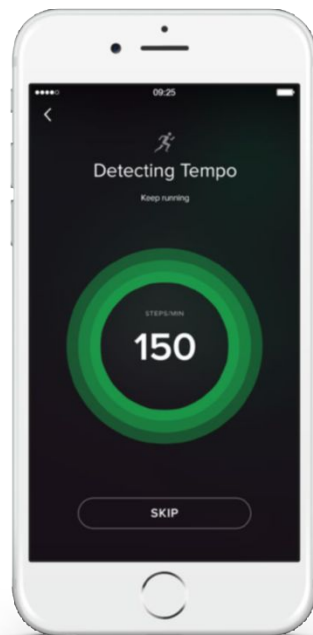 09:25
Detecting Tempo
Keep running
STEPS/MIN
150
SKIP